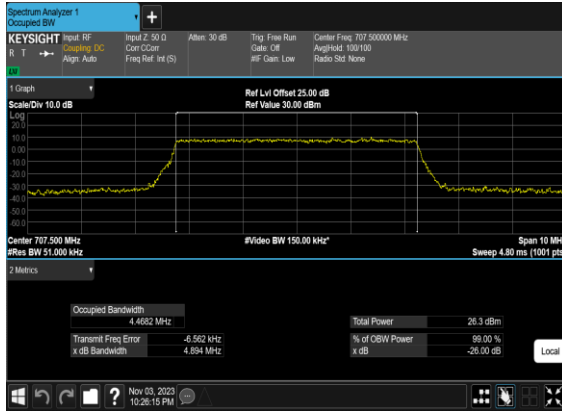 Spectrum Analyzer 1
Occupied BW
+
KEYSIGHT Input: RF Input Z: 50 Ω Atten: 30 dB Trig: Free Run Center Freq: 707.500000 MHz
R T Coupling: DC Corr CCorr Gate: Off Avg|Hold: 100/100
Align: Auto Freq Ref: Int (S) #IF Gain: Low Radio Std: None
LU
1 Graph
Ref Lvl Offset 25.00 dB
Scale/Div 10.0 dB Ref Value 30.00 dBm
Log
20.0
10.0
0.00
-10.0
-20.0
-30.0
-40.0
-50.0
-60.0
Center 707.500 MHz #Video BW 150.00 kHz* Span 10 MH
#Res BW 51.000 kHz Sweep 4.80 ms (1001 pts
2 Metrics
Occupied Bandwidth
4.4682 MHz Total Power 26.3 dBm
Transmit Freq Error -6.562 kHz % of OBW Power 99.00 %
x dB Bandwidth 4.894 MHz x dB -26.00 dB
Local
? Nov 03, 2023
10:26:15 PM